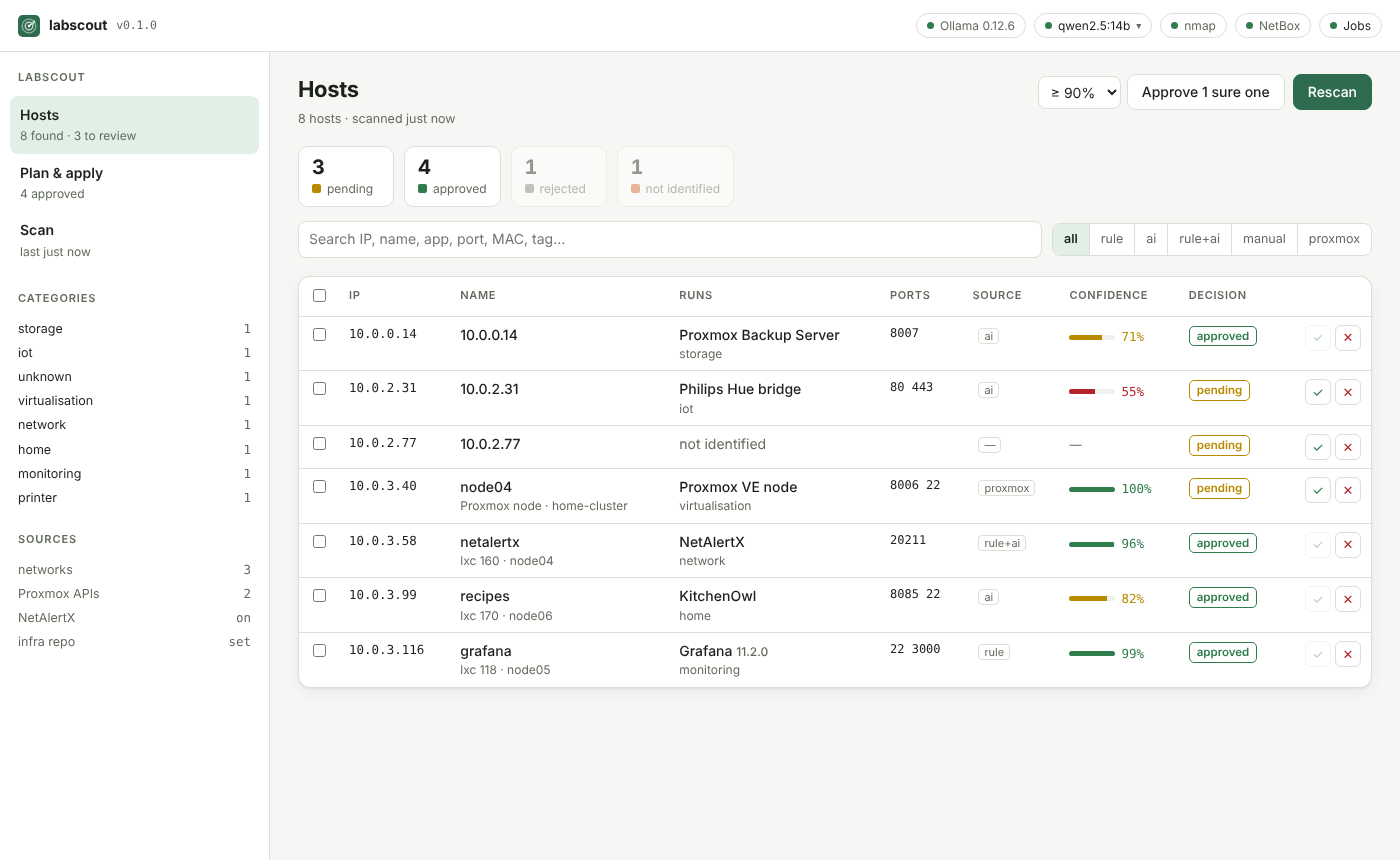 labscout v0.1.0
Ollama 0.12.6
qwen2.5:14b ▾
nmap
NetBox
Jobs
LABSCOUT
Hosts
8 found · 3 to review
Plan & apply
4 approved
Scan
last just now
CATEGORIES
storage 1
iot 1
unknown 1
virtualisation 1
network 1
home 1
monitoring 1
printer 1
SOURCES
networks 3
Proxmox APIs 2
NetAlertX on
infra repo set
Hosts
8 hosts · scanned just now
≥ 90%
Approve 1 sure one
Rescan
3
pending
4
approved
1
rejected
1
not identified
Search IP, name, app, port, MAC, tag...
all rule ai rule+ai manual proxmox
IP NAME RUNS PORTS SOURCE CONFIDENCE DECISION
10.0.0.14 10.0.0.14 Proxmox Backup Server 8007 ai 71% approved ✓ ✕
storage
10.0.2.31 10.0.2.31 Philips Hue bridge 80 443 ai 55% pending ✓ ✕
iot
10.0.2.77 10.0.2.77 not identified — — pending ✓ ✕
10.0.3.40 node04 Proxmox VE node 8006 22 proxmox 100% pending ✓ ✕
Proxmox node · home-cluster virtualisation
10.0.3.58 netalertx NetAlertX 20211 rule+ai 96% approved ✓ ✕
lxc 160 · node04 network
10.0.3.99 recipes KitchenOwl 8085 22 ai 82% approved ✓ ✕
lxc 170 · node06 home
10.0.3.116 grafana Grafana 11.2.0 22 3000 rule 99% approved ✓ ✕
lxc 118 · node05 monitoring